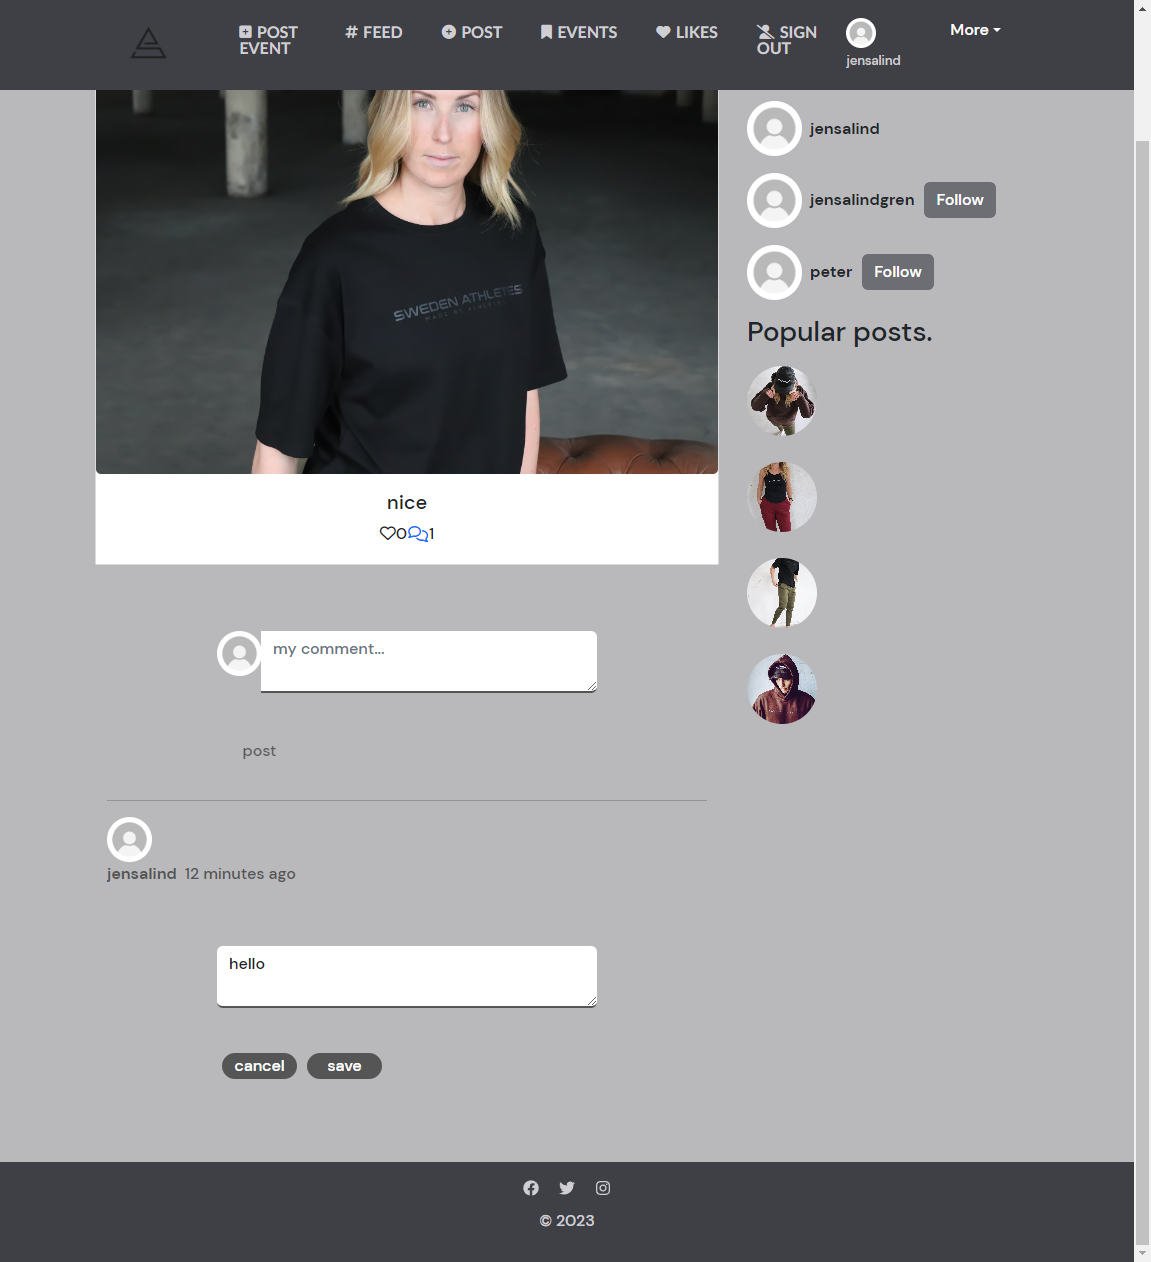 POST EVENT
FEED
POST
EVENTS
LIKES
SIGN OUT
jensalind
More
SWEDEN ATHLETES
jensalind
jensalindgren Follow
peter Follow
Popular posts.
nice
0 1
my comment...
post
jensalind 12 minutes ago
hello
cancel save
© 2023